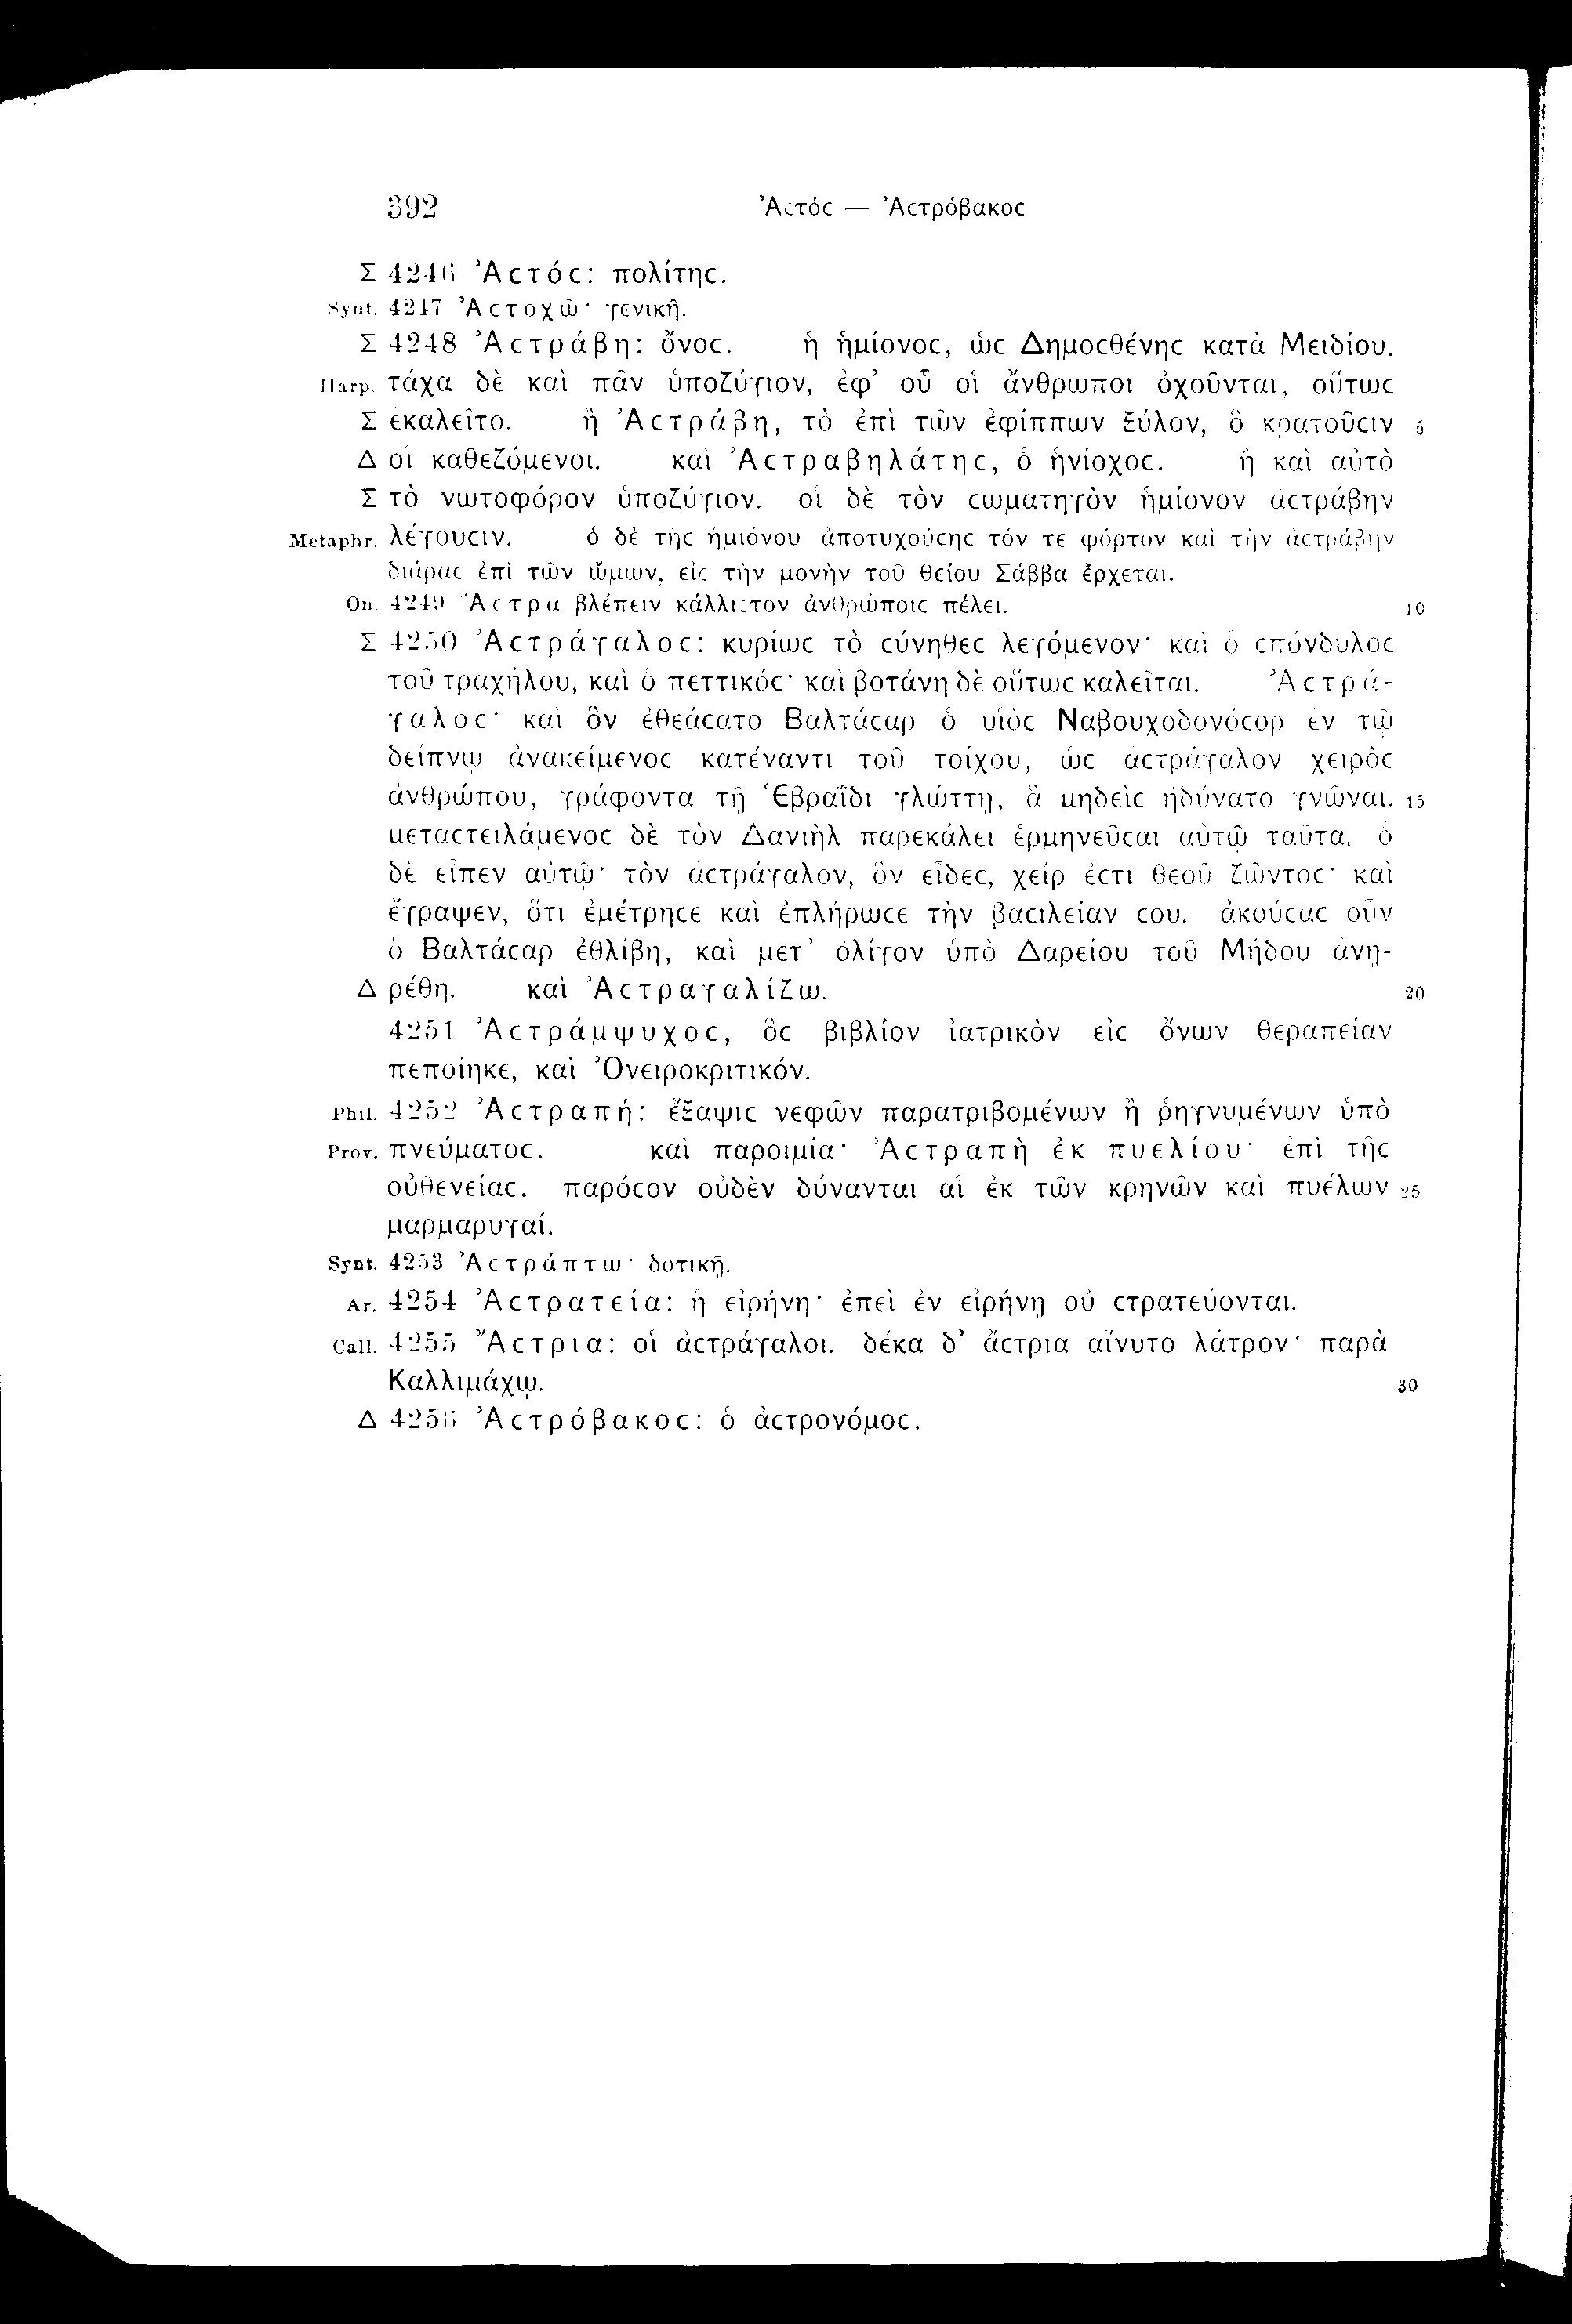 392 Ἀϲτόϲ — Ἀϲτρόβακοϲ
Σ 4246 Ἀϲτόϲ: πολίτηϲ.
Synt. 4247 Ἀϲτοχῶ· γενικῇ.
Σ 4248 Ἀϲτράβη: ὄνοϲ. ἡ ἡμίονοϲ, ὡϲ Δημοϲθένηϲ κατὰ Μειδίου.
Harp. τάχα δὲ καὶ πᾶν ὑποζύγιον, ἐφ’ οὗ οἱ ἄνθρωποι ὀχοῦνται, οὕτωϲ
Σ ἐκαλεῖτο. ἢ Ἀϲτράβη, τὸ ἐπὶ τῶν ἐφίππων ξύλον, ὃ κρατοῦϲιν 5
Δ οἱ καθεζόμενοι. καὶ Ἀϲτραβηλάτηϲ, ὁ ἡνίοχοϲ. ἢ καὶ αὐτὸ
Σ τὸ νωτοφόρον ὑποζύγιον. οἱ δὲ τὸν ϲωματηγὸν ἡμίονον ἀϲτράβην
Metaphr. λέγουϲιν. ὁ δὲ τῆϲ ἡμιόνου ἀποτυχούϲηϲ τόν τε φόρτον καὶ τὴν ἀϲτράβην
διάραϲ ἐπὶ τῶν ὤμων, εἰϲ τὴν μονὴν τοῦ θείου Σάββα ἔρχεται.
On. 4249 Ἄϲτρα βλέπειν κάλλιϲτον ἀνθρώποιϲ πέλει. 10
Σ 4250 Ἀϲτράγαλοϲ: κυρίωϲ τὸ ϲύνηθεϲ λεγόμενον· καὶ ὁ ϲπόνδυλοϲ
τοῦ τραχήλου, καὶ ὁ πεττικόϲ· καὶ βοτάνη δὲ οὕτωϲ καλεῖται. Ἀϲτρά-
γαλοϲ· καὶ ὃν ἐθεάϲατο Βαλτάϲαρ ὁ υἱὸϲ Ναβουχοδονόϲορ ἐν τῷ
δείπνῳ ἀνακείμενοϲ κατέναντι τοῦ τοίχου, ὡϲ ἀϲτράγαλον χειρὸϲ
ἀνθρώπου, γράφοντα τῇ Ἑβραΐδι γλώττῃ, ἃ μηδεὶϲ ἠδύνατο γνῶναι. 15
μεταϲτειλάμενοϲ δὲ τὸν Δανιὴλ παρεκάλει ἑρμηνεῦϲαι αὐτῷ ταῦτα. ὁ
δὲ εἶπεν αὐτῷ· τὸν ἀϲτράγαλον, ὃν εἶδεϲ, χείρ ἐϲτι θεοῦ ζῶντοϲ· καὶ
ἔγραψεν, ὅτι ἐμέτρηϲε καὶ ἐπλήρωϲε τὴν βαϲιλείαν ϲου. ἀκούϲαϲ οὖν
ὁ Βαλτάϲαρ ἐθλίβη, καὶ μετ’ ὀλίγον ὑπὸ Δαρείου τοῦ Μήδου ἀνῃ-
Δ ρέθη. καὶ Ἀϲτραγαλίζω. 20
4251 Ἀϲτράμψυχοϲ, ὃϲ βιβλίον ἰατρικὸν εἰϲ ὄνων θεραπείαν
πεποίηκε, καὶ Ὀνειροκριτικόν.
Phil. 4252 Ἀϲτραπή: ἔξαψιϲ νεφῶν παρατριβομένων ἢ ῥηγνυμένων ὑπὸ
Prov. πνεύματοϲ. καὶ παροιμία· Ἀϲτραπὴ ἐκ πυελίου· ἐπὶ τῆϲ
οὐθενείαϲ. παρόϲον οὐδὲν δύνανται αἱ ἐκ τῶν κρηνῶν καὶ πυέλων 25
μαρμαρυγαί.
Synt. 4253 Ἀϲτράπτω· δοτικῇ.
Ar. 4254 Ἀϲτρατεία: ἡ εἰρήνη· ἐπεὶ ἐν εἰρήνῃ οὐ ϲτρατεύονται.
Call. 4255 Ἄϲτρια: οἱ ἀϲτράγαλοι. δέκα δ’ ἄϲτρια αἴνυτο λάτρον· παρὰ
Καλλιμάχῳ. 30
Δ 4256 Ἀϲτρόβακοϲ: ὁ ἀϲτρονόμοϲ.